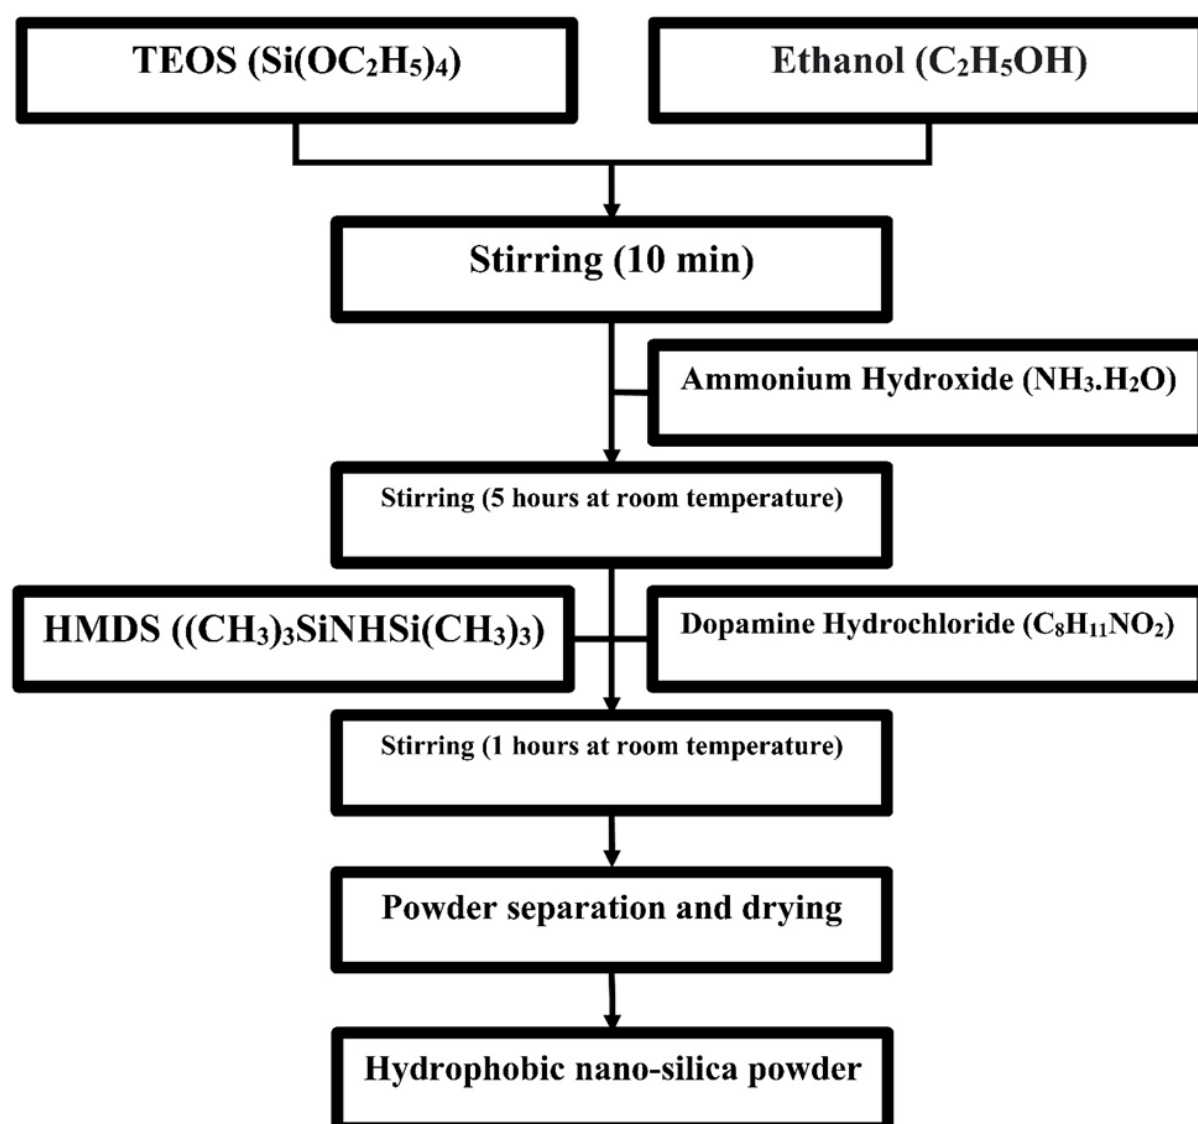 TEOS (Si(OC₂H₅)₄)
Ethanol (C₂H₅OH)
Stirring (10 min)
Ammonium Hydroxide (NH₃.H₂O)
Stirring (5 hours at room temperature)
HMDS ((CH₃)₃SiNHSi(CH₃)₃)
Dopamine Hydrochloride (C₈H₁₁NO₂)
Stirring (1 hours at room temperature)
Powder separation and drying
Hydrophobic nano-silica powder